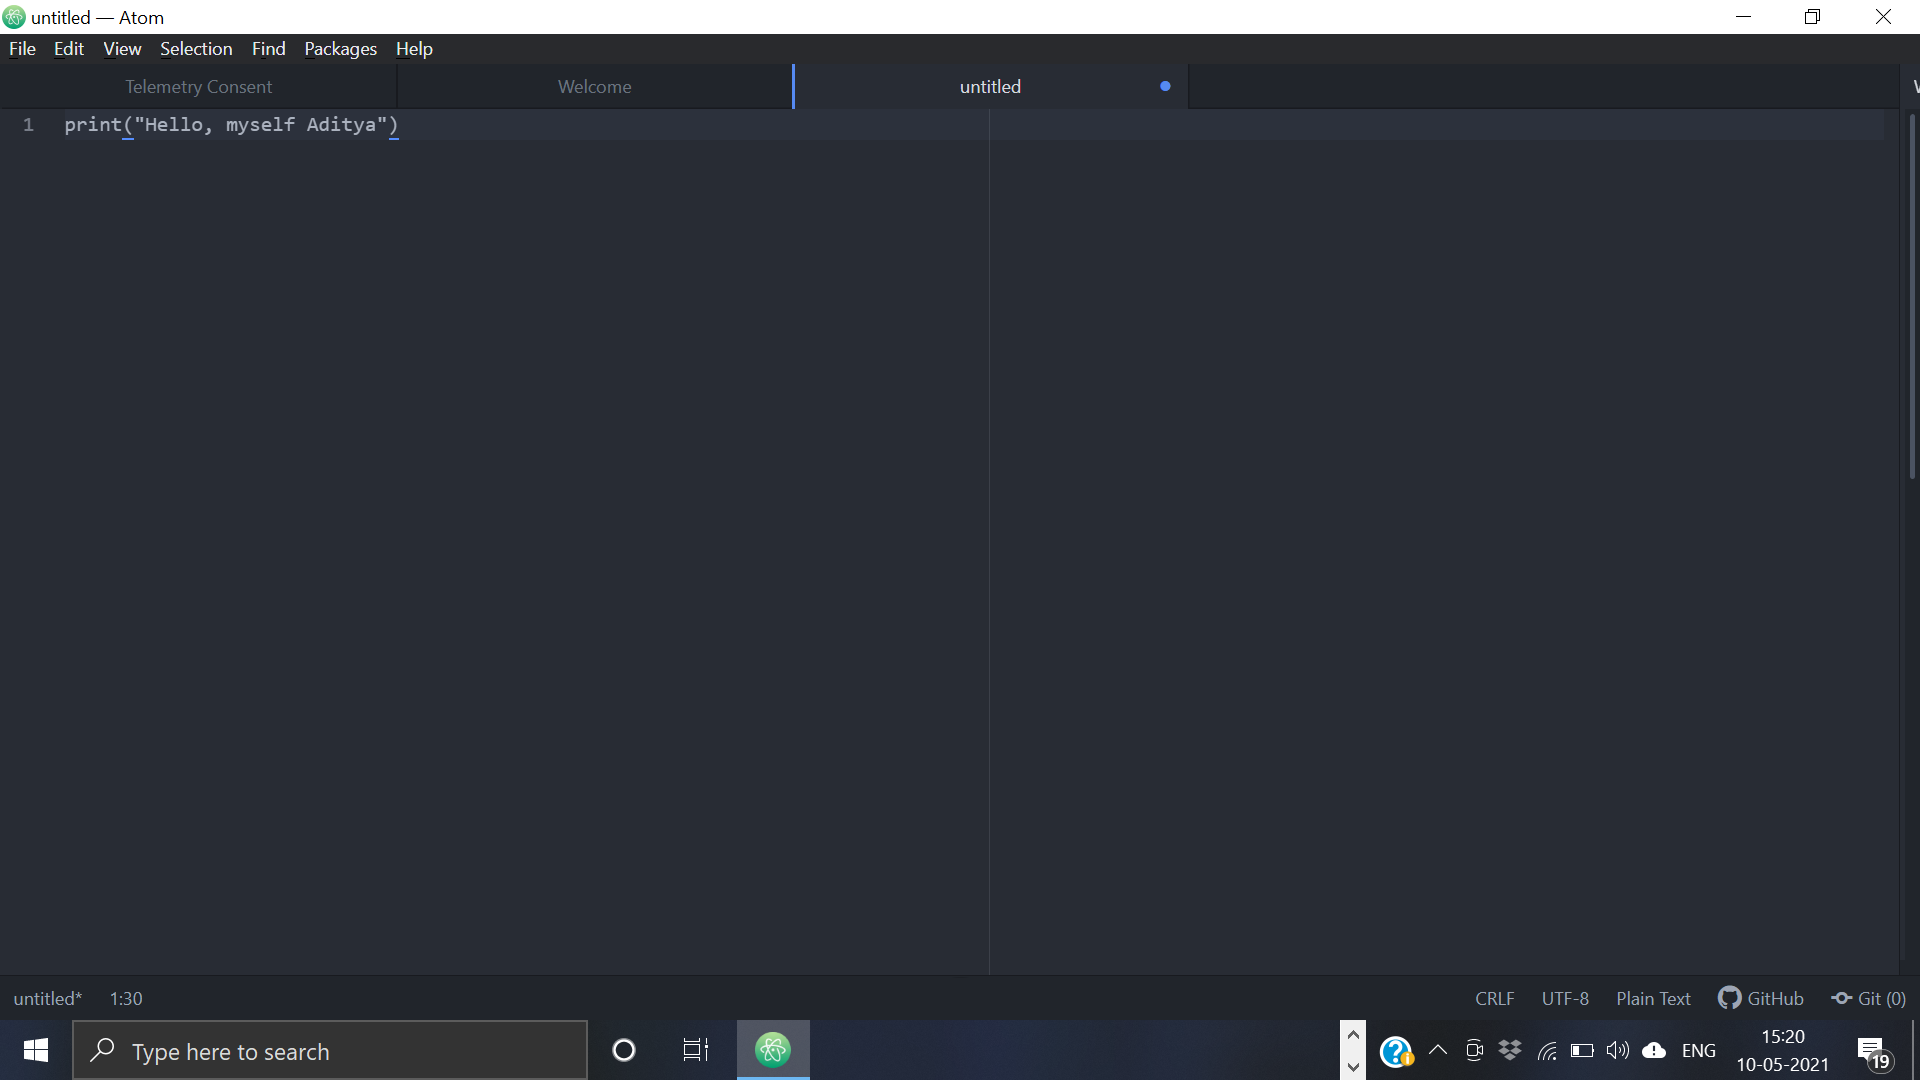 untitled — Atom
File Edit View Selection Find Packages Help
Telemetry Consent Welcome untitled
1 print("Hello, myself Aditya")
untitled* 1:30 CRLF UTF-8 Plain Text GitHub Git (0)
Type here to search ENG 15:20
10-05-2021 19